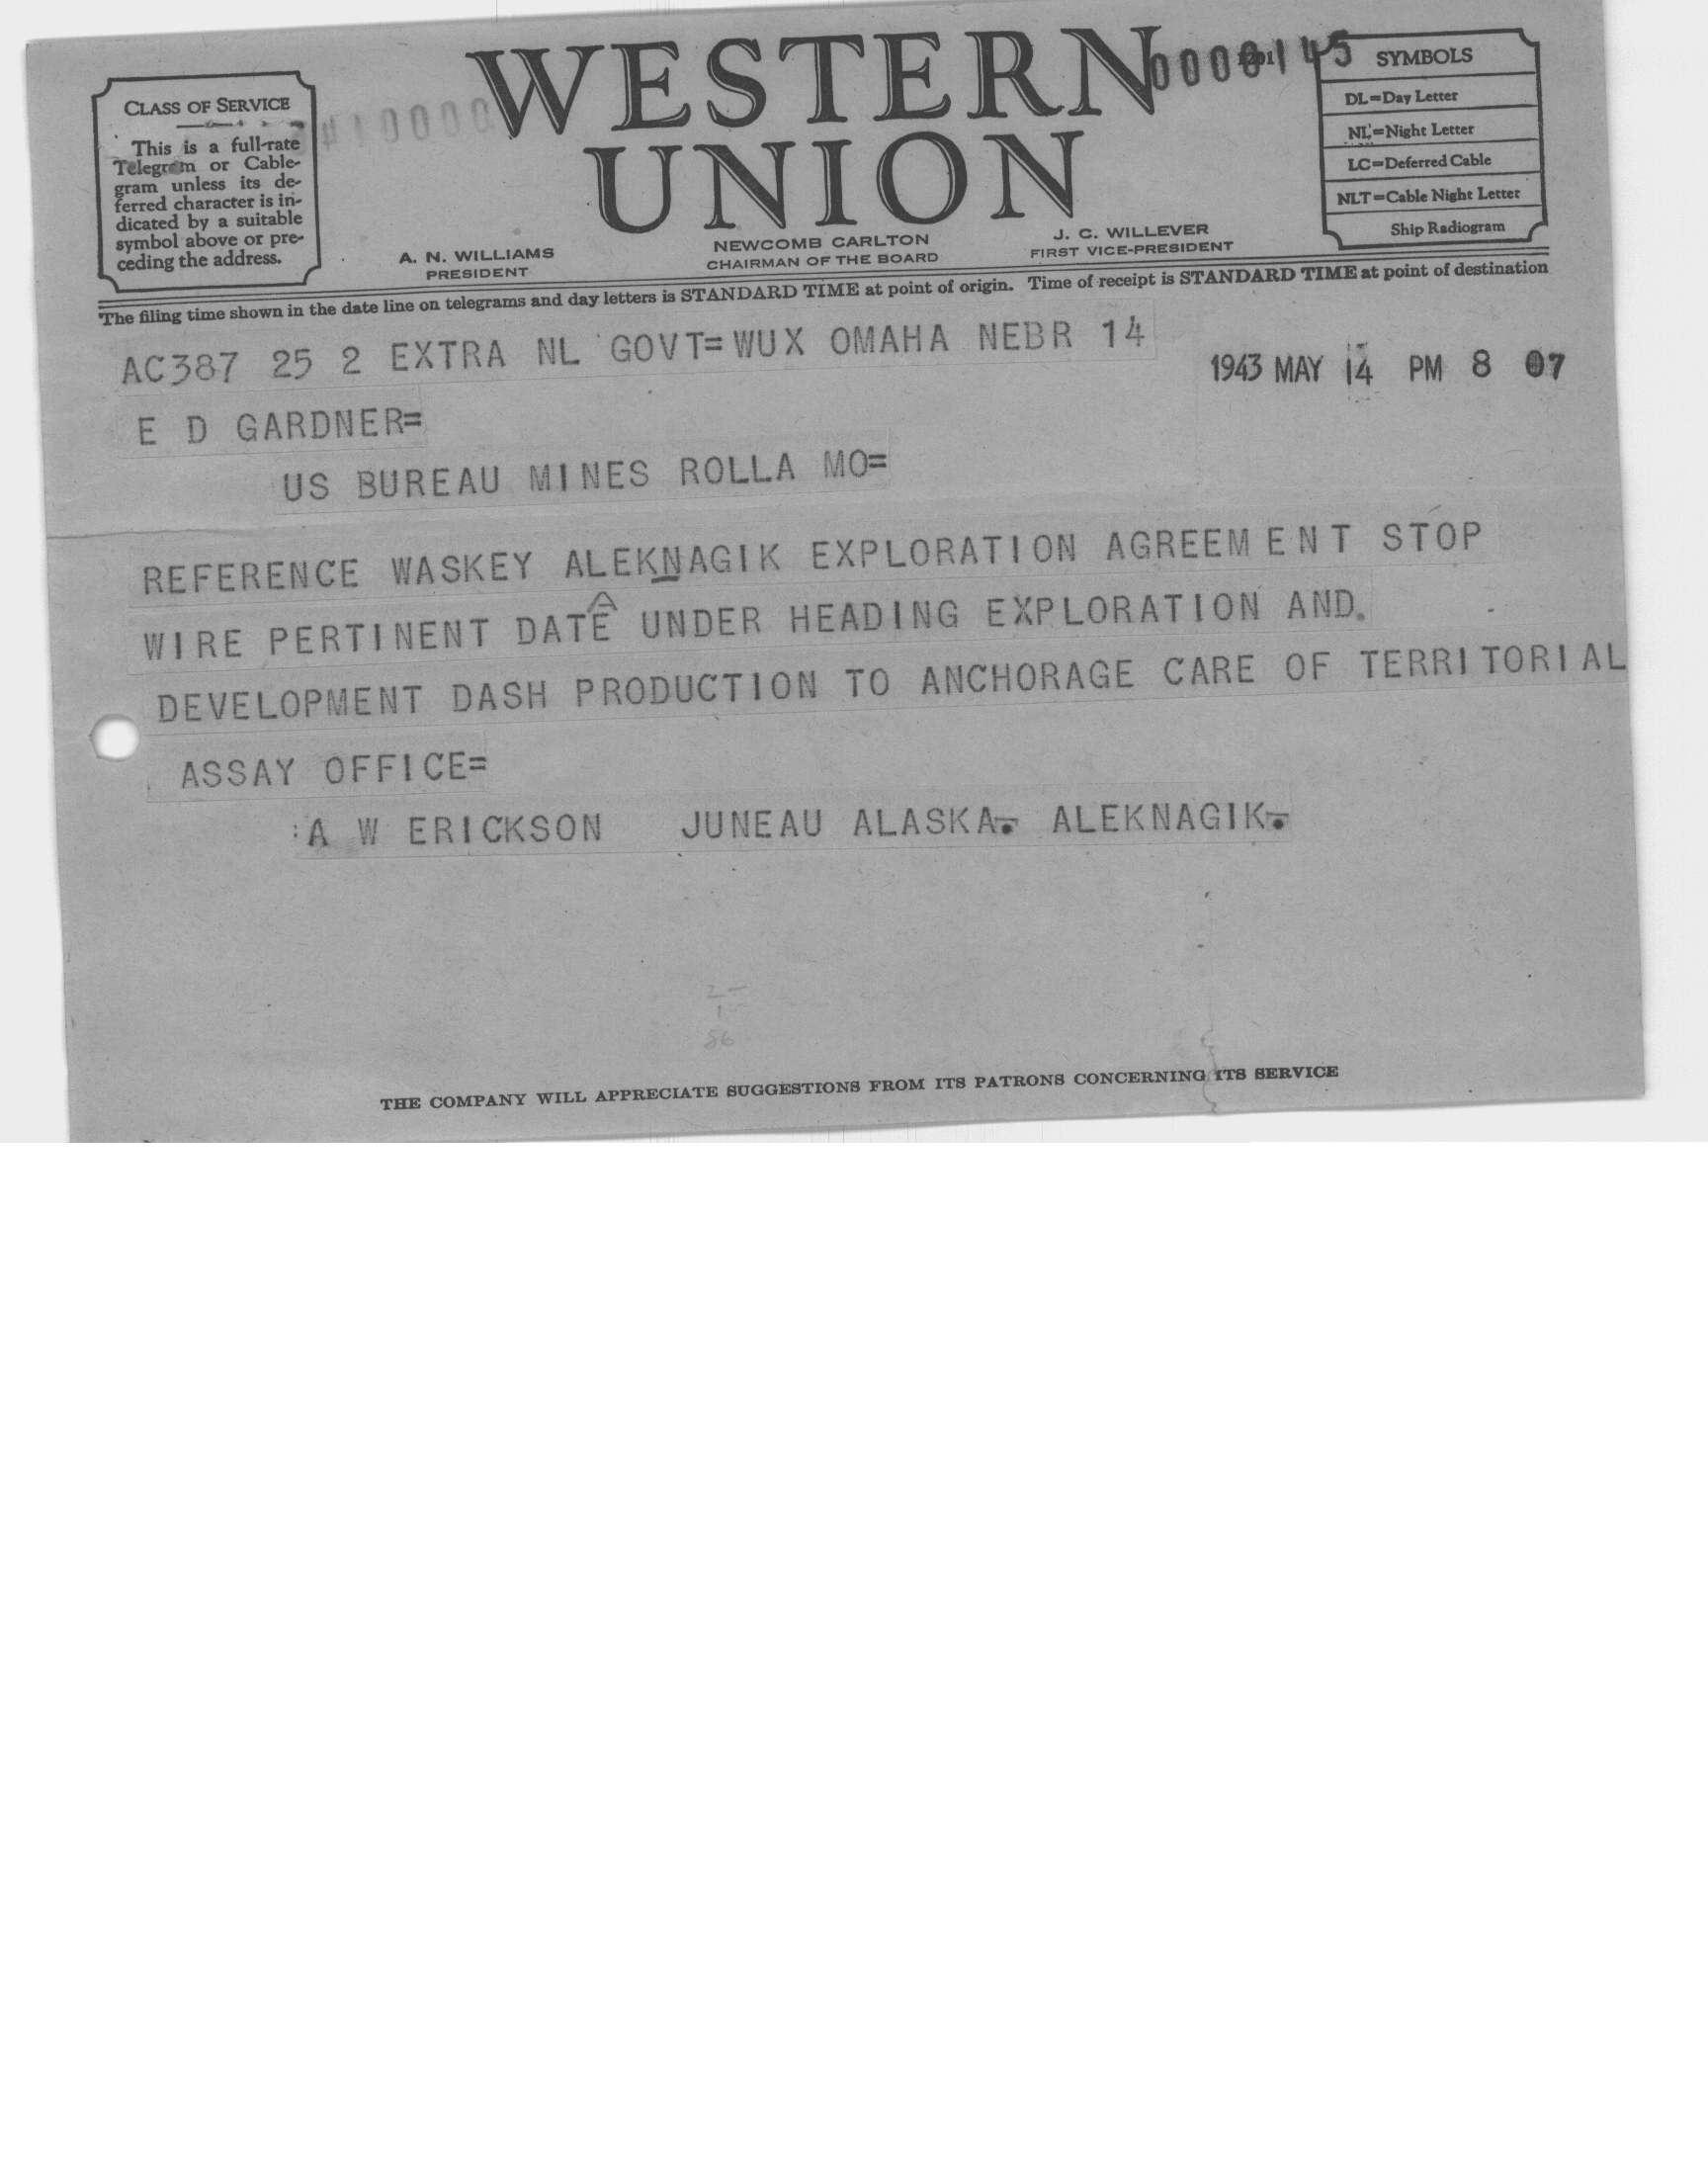 WESTERN
UNION
0000145
1201
CLASS OF SERVICE
This is a full-rate
Telegram or Cable-
gram unless its de-
ferred character is in-
dicated by a suitable
symbol above or pre-
ceding the address.
#10000
A. N. WILLIAMS
PRESIDENT
NEWCOMB CARLTON
CHAIRMAN OF THE BOARD
J. C. WILLEVER
FIRST VICE-PRESIDENT
SYMBOLS
DL=Day Letter
NL=Night Letter
LC=Deferred Cable
NLT=Cable Night Letter
Ship Radiogram
The filing time shown in the date line on telegrams and day letters is STANDARD TIME at point of origin. Time of receipt is STANDARD TIME at point of destination
AC387 25 2 EXTRA NL GOVT=WUX OMAHA NEBR 14
1943 MAY 14 PM 8 07
E D GARDNER=
US BUREAU MINES ROLLA MO=
REFERENCE WASKEY ALEKNAGIK EXPLORATION AGREEMENT STOP
WIRE PERTINENT DATE UNDER HEADING EXPLORATION AND.
DEVELOPMENT DASH PRODUCTION TO ANCHORAGE CARE OF TERRITORIAL
ASSAY OFFICE=
:A W ERICKSON JUNEAU ALASKA. ALEKNAGIK.
THE COMPANY WILL APPRECIATE SUGGESTIONS FROM ITS PATRONS CONCERNING ITS SERVICE